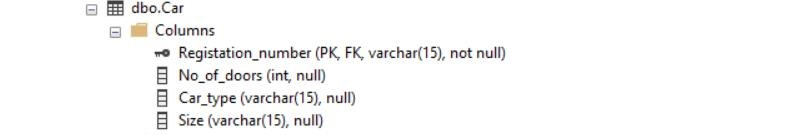 dbo.Car
Columns
Registation_number (PK, FK, varchar(15), not null)
No_of_doors (int, null)
Car_type (varchar(15), null)
Size (varchar(15), null)